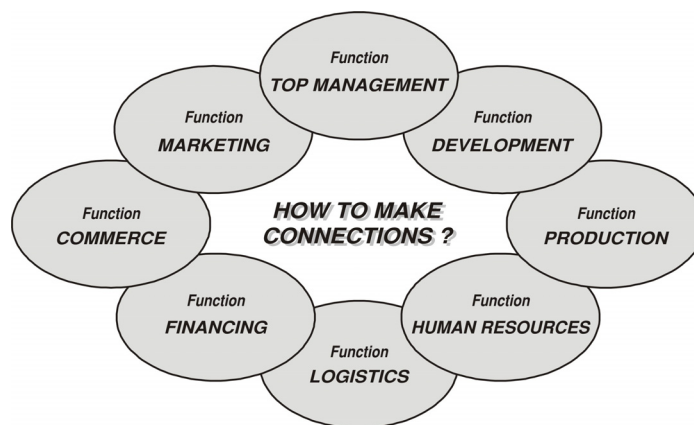 Function
TOP MANAGEMENT
Function
MARKETING
Function
DEVELOPMENT
Function
COMMERCE
HOW TO MAKE
CONNECTIONS ?
Function
PRODUCTION
Function
FINANCING
Function
HUMAN RESOURCES
Function
LOGISTICS